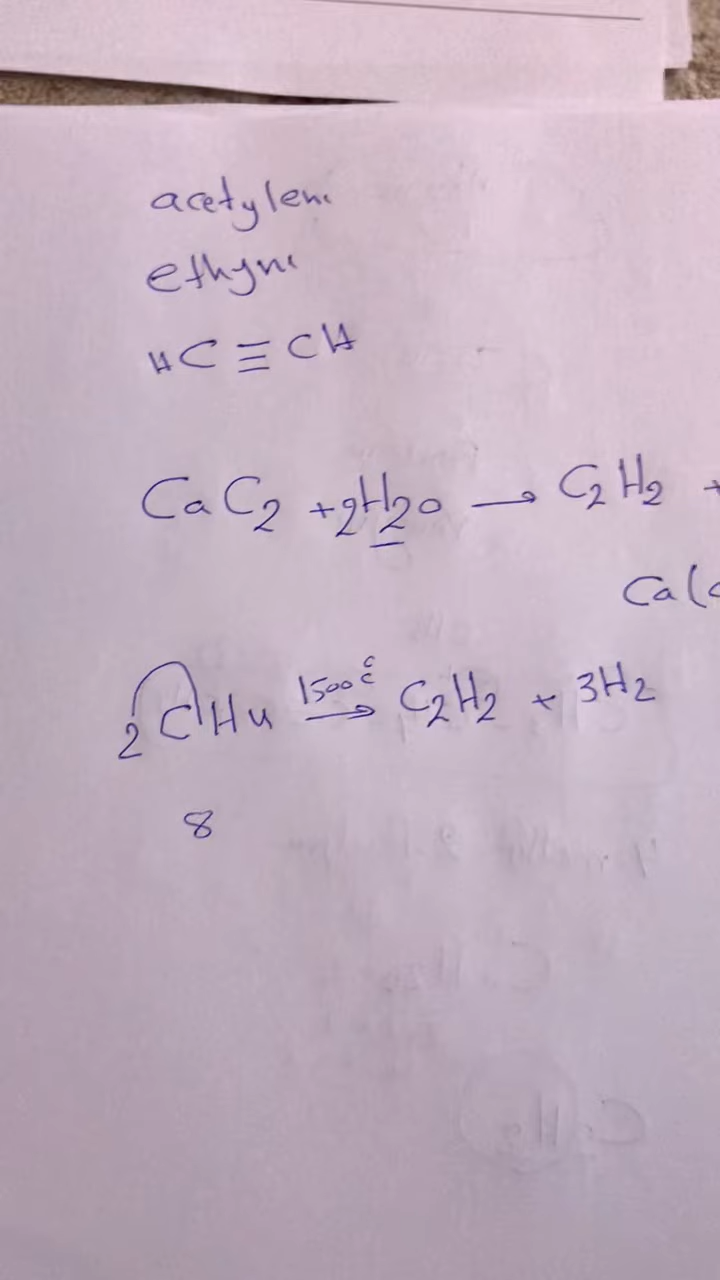 acetylene
ethyne
HC≡CH
CaC2 +2H2O → C2H2 +
Ca(
2CH4 1500°C → C2H2 + 3H2
8